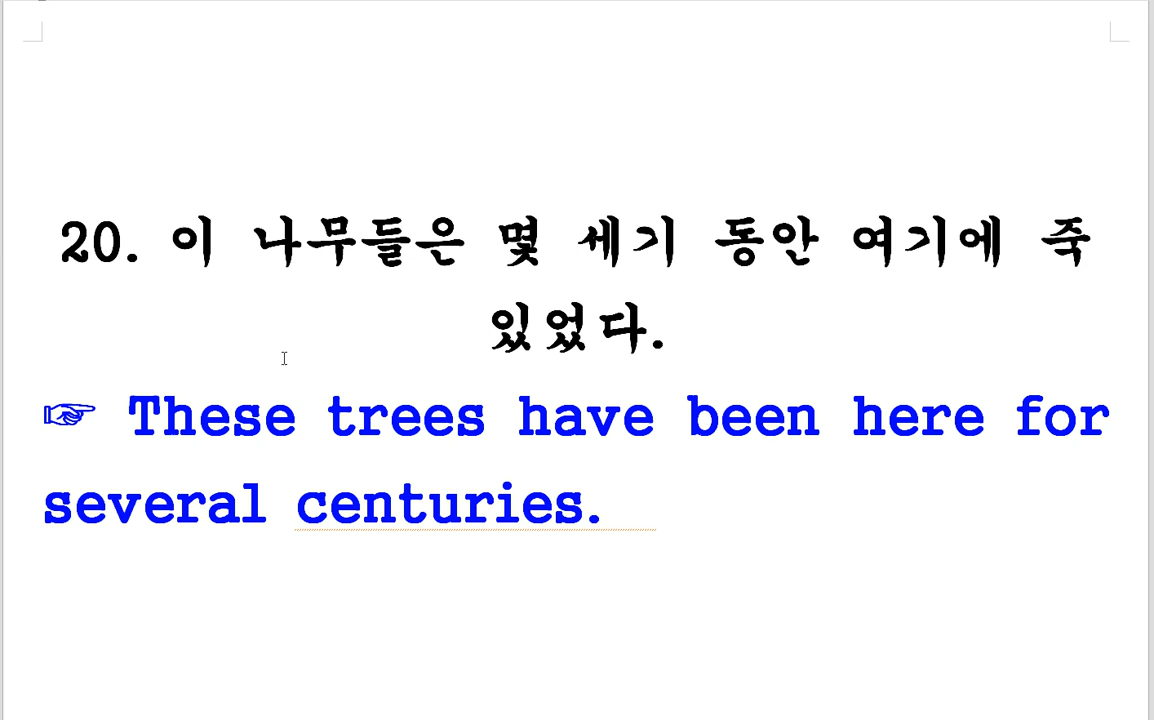 20. 이 나무들은 몇 세기 동안 여기에 죽
있었다.
☞ These trees have been here for
several centuries.